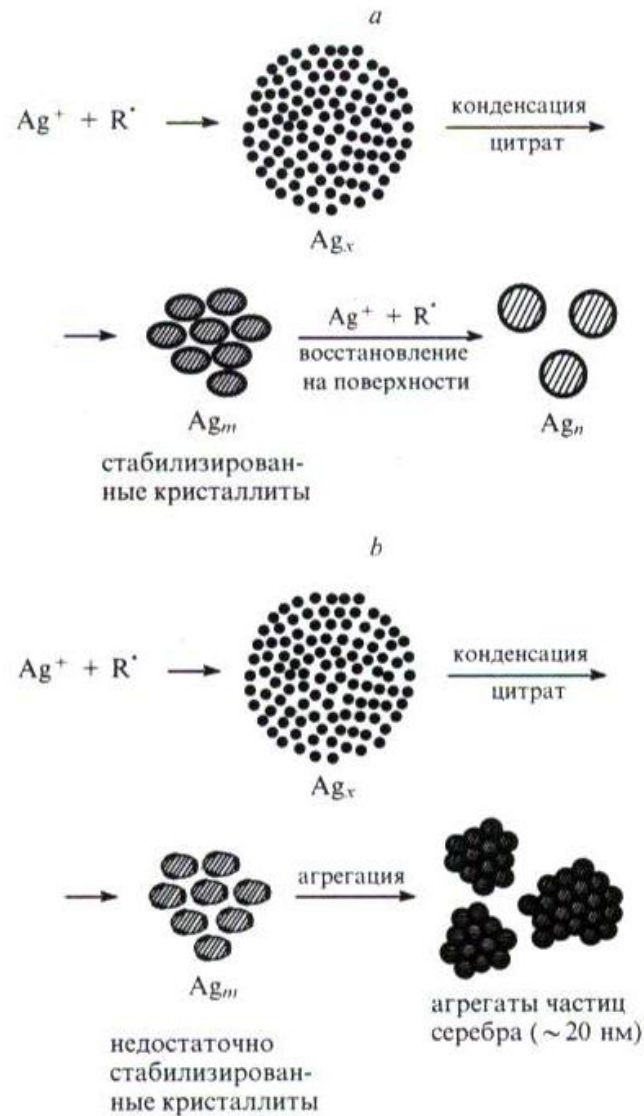 a
Ag⁺ + R˙
конденсация
цитрат
Agₓ
Ag⁺ + R˙
восстановление
на поверхности
Agₘ
Agₙ
стабилизирован-
ные кристаллиты
b
Ag⁺ + R˙
конденсация
цитрат
Agₓ
агрегация
Agₘ
агрегаты частиц
серебра (~20 нм)
недостаточно
стабилизирован-
ные кристаллиты